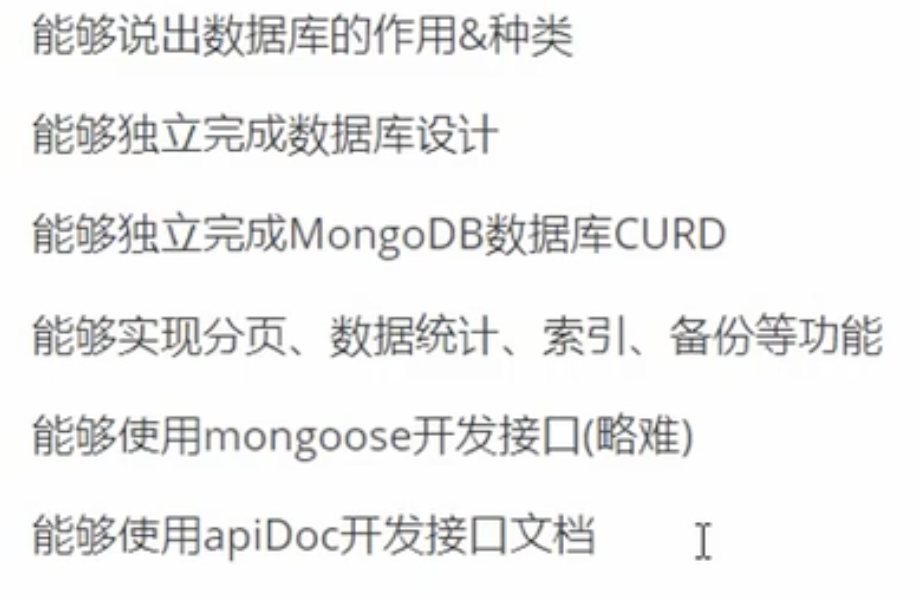 能够说出数据库的作用&种类
能够独立完成数据库设计
能够独立完成MongoDB数据库CURD
能够实现分页、数据统计、索引、备份等功能
能够使用mongoose开发接口(略难)
能够使用apiDoc开发接口文档